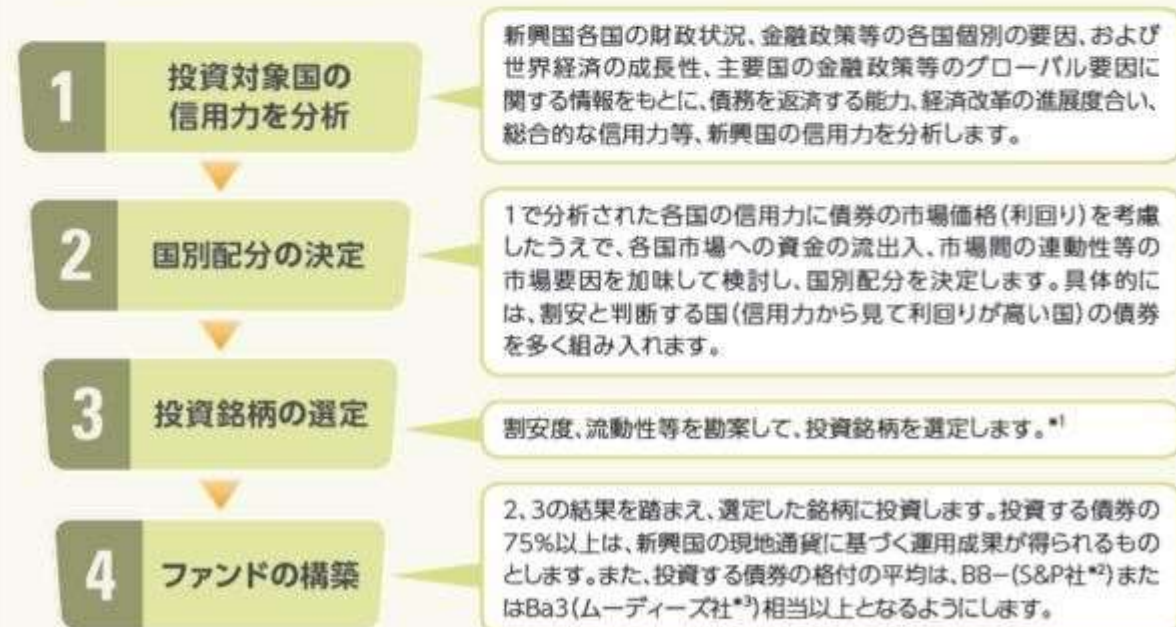 1
投資対象国の
信用力を分析
新興国各国の財政状況、金融政策等の各国個別の要因、および
世界経済の成長性、主要国の金融政策等のグローバル要因に
関する情報をもとに、債務を返済する能力、経済改革の進展度合い、
総合的な信用力等、新興国の信用力を分析します。
2
国別配分の決定
1で分析された各国の信用力に債券の市場価格(利回り)を考慮
したうえで、各国市場への資金の流出入、市場間の連動性等の
市場要因を加味して検討し、国別配分を決定します。具体的に
は、割安と判断する国(信用力から見て利回りが高い国)の債券
を多く組み入れます。
3
投資銘柄の選定
割安度、流動性等を勘案して、投資銘柄を選定します。*1
4
ファンドの構築
2、3の結果を踏まえ、選定した銘柄に投資します。投資する債券の
75%以上は、新興国の現地通貨に基づく運用成果が得られるもの
とします。また、投資する債券の格付の平均は、BB−(S&P社*2)また
はBa3(ムーディーズ社*3)相当以上となるようにします。